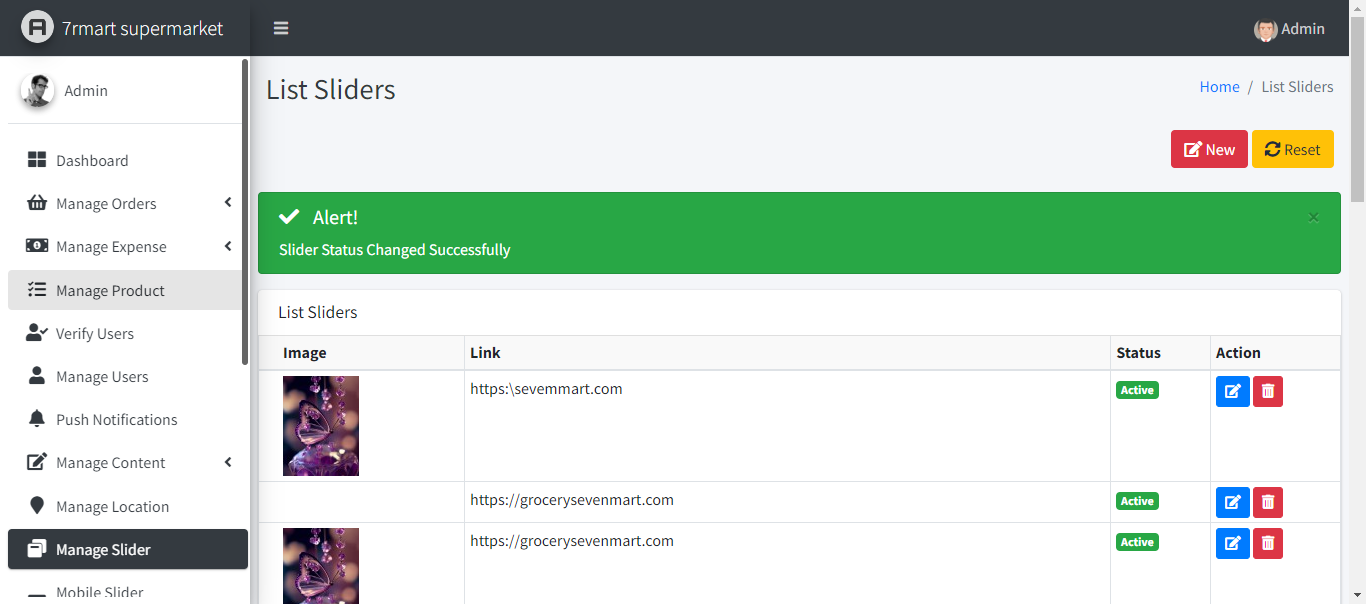 7rmart supermarket
Admin
Admin
Dashboard
Manage Orders
Manage Expense
Manage Product
Verify Users
Manage Users
Push Notifications
Manage Content
Manage Location
Manage Slider
Mobile Slider
List Sliders
Home / List Sliders
New Reset
Alert! ×
Slider Status Changed Successfully
List Sliders
Image Link Status Action
https:\sevemmart.com Active
https://grocerysevenmart.com Active
https://grocerysevenmart.com Active